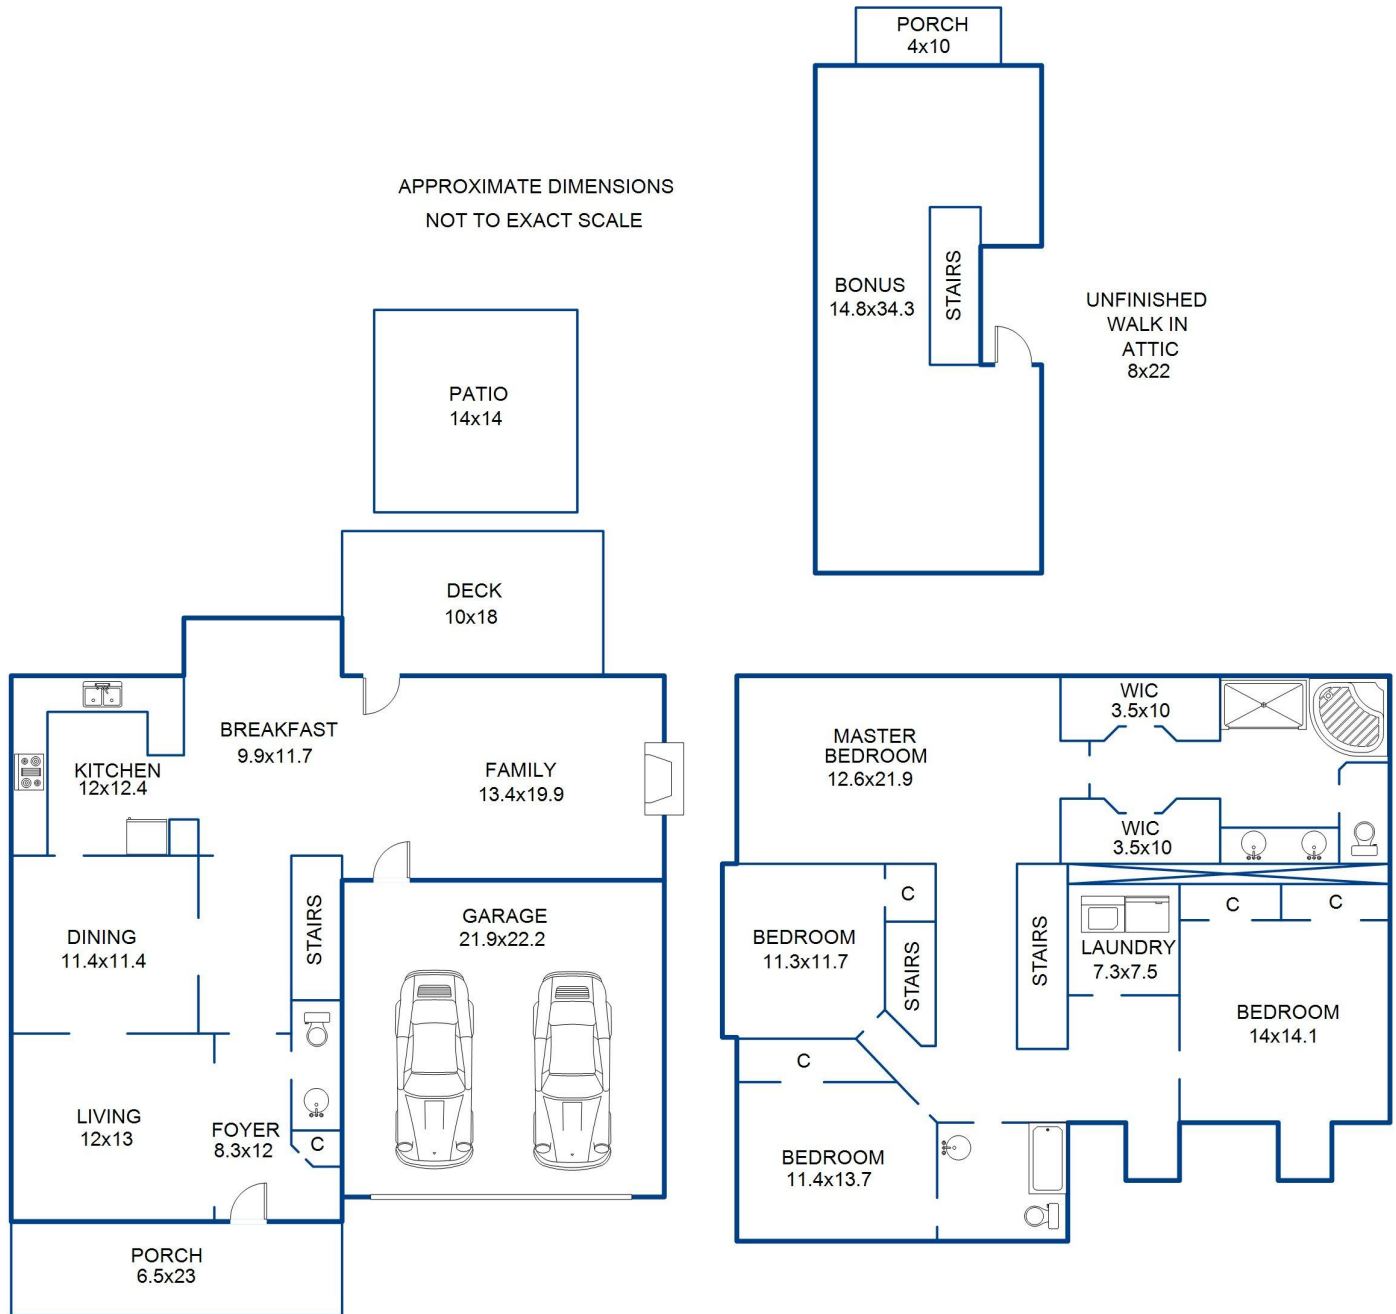 PORCH
4x10
APPROXIMATE DIMENSIONS
NOT TO EXACT SCALE
BONUS
14.8x34.3
STAIRS
UNFINISHED
WALK IN
ATTIC
8x22
PATIO
14x14
DECK
10x18
BREAKFAST
9.9x11.7
KITCHEN
12x12.4
FAMILY
13.4x19.9
DINING
11.4x11.4
STAIRS
GARAGE
21.9x22.2
LIVING
12x13
FOYER
8.3x12
C
PORCH
6.5x23
MASTER
BEDROOM
12.6x21.9
WIC
3.5x10
WIC
3.5x10
BEDROOM
11.3x11.7
C
STAIRS
STAIRS
LAUNDRY
7.3x7.5
C
C
BEDROOM
14x14.1
C
BEDROOM
11.4x13.7